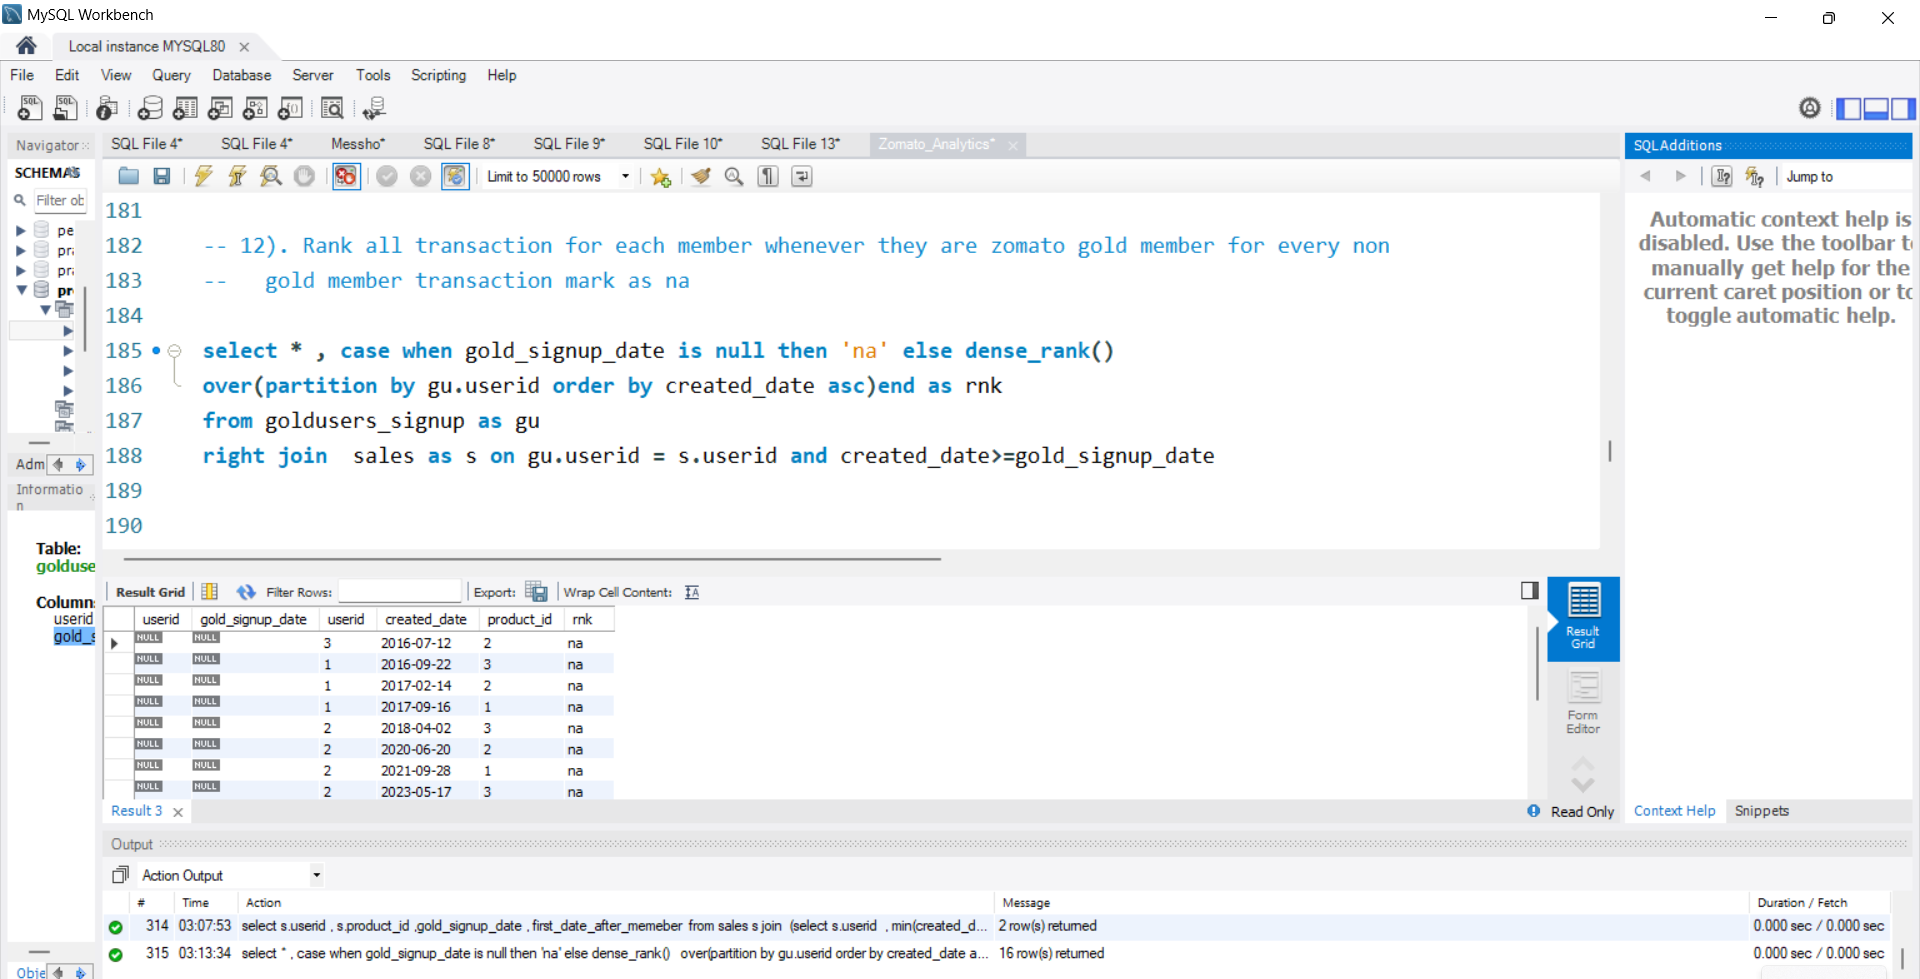 MySQL Workbench
Local instance MYSQL80
File Edit View Query Database Server Tools Scripting Help
Navigator
SQL File 4* SQL File 4* Messho* SQL File 8* SQL File 9* SQL File 10* SQL File 13* Zomato_Analytics*
SQLAdditions
SCHEMAS
Limit to 50000 rows
Jump to
Filter ob
pe
pra
pra
pr
181
182 -- 12). Rank all transaction for each member whenever they are zomato gold member for every non
183 -- gold member transaction mark as na
184
185 select * , case when gold_signup_date is null then 'na' else dense_rank()
186 over(partition by gu.userid order by created_date asc)end as rnk
187 from goldusers_signup as gu
188 right join sales as s on gu.userid = s.userid and created_date>=gold_signup_date
189
190
Automatic context help is
disabled. Use the toolbar to
manually get help for the
current caret position or to
toggle automatic help.
Adm
Informatio
n
Table:
golduse
Column
userid
gold_s
Result Grid Filter Rows: Export: Wrap Cell Content:
userid gold_signup_date userid created_date product_id rnk
NULL NULL 3 2016-07-12 2 na
NULL NULL 1 2016-09-22 3 na
NULL NULL 1 2017-02-14 2 na
NULL NULL 1 2017-09-16 1 na
NULL NULL 2 2018-04-02 3 na
NULL NULL 2 2020-06-20 2 na
NULL NULL 2 2021-09-28 1 na
NULL NULL 2 2023-05-17 3 na
Result
Grid
Form
Editor
Result 3
Read Only
Context Help Snippets
Output
Action Output
# Time Action Message Duration / Fetch
314 03:07:53 select s.userid , s.product_id ,gold_signup_date , first_date_after_memeber from sales s join (select s.userid , min(created_d... 2 row(s) returned 0.000 sec / 0.000 sec
315 03:13:34 select * , case when gold_signup_date is null then 'na' else dense_rank() over(partition by gu.userid order by created_date a... 16 row(s) returned 0.000 sec / 0.000 sec
Obje